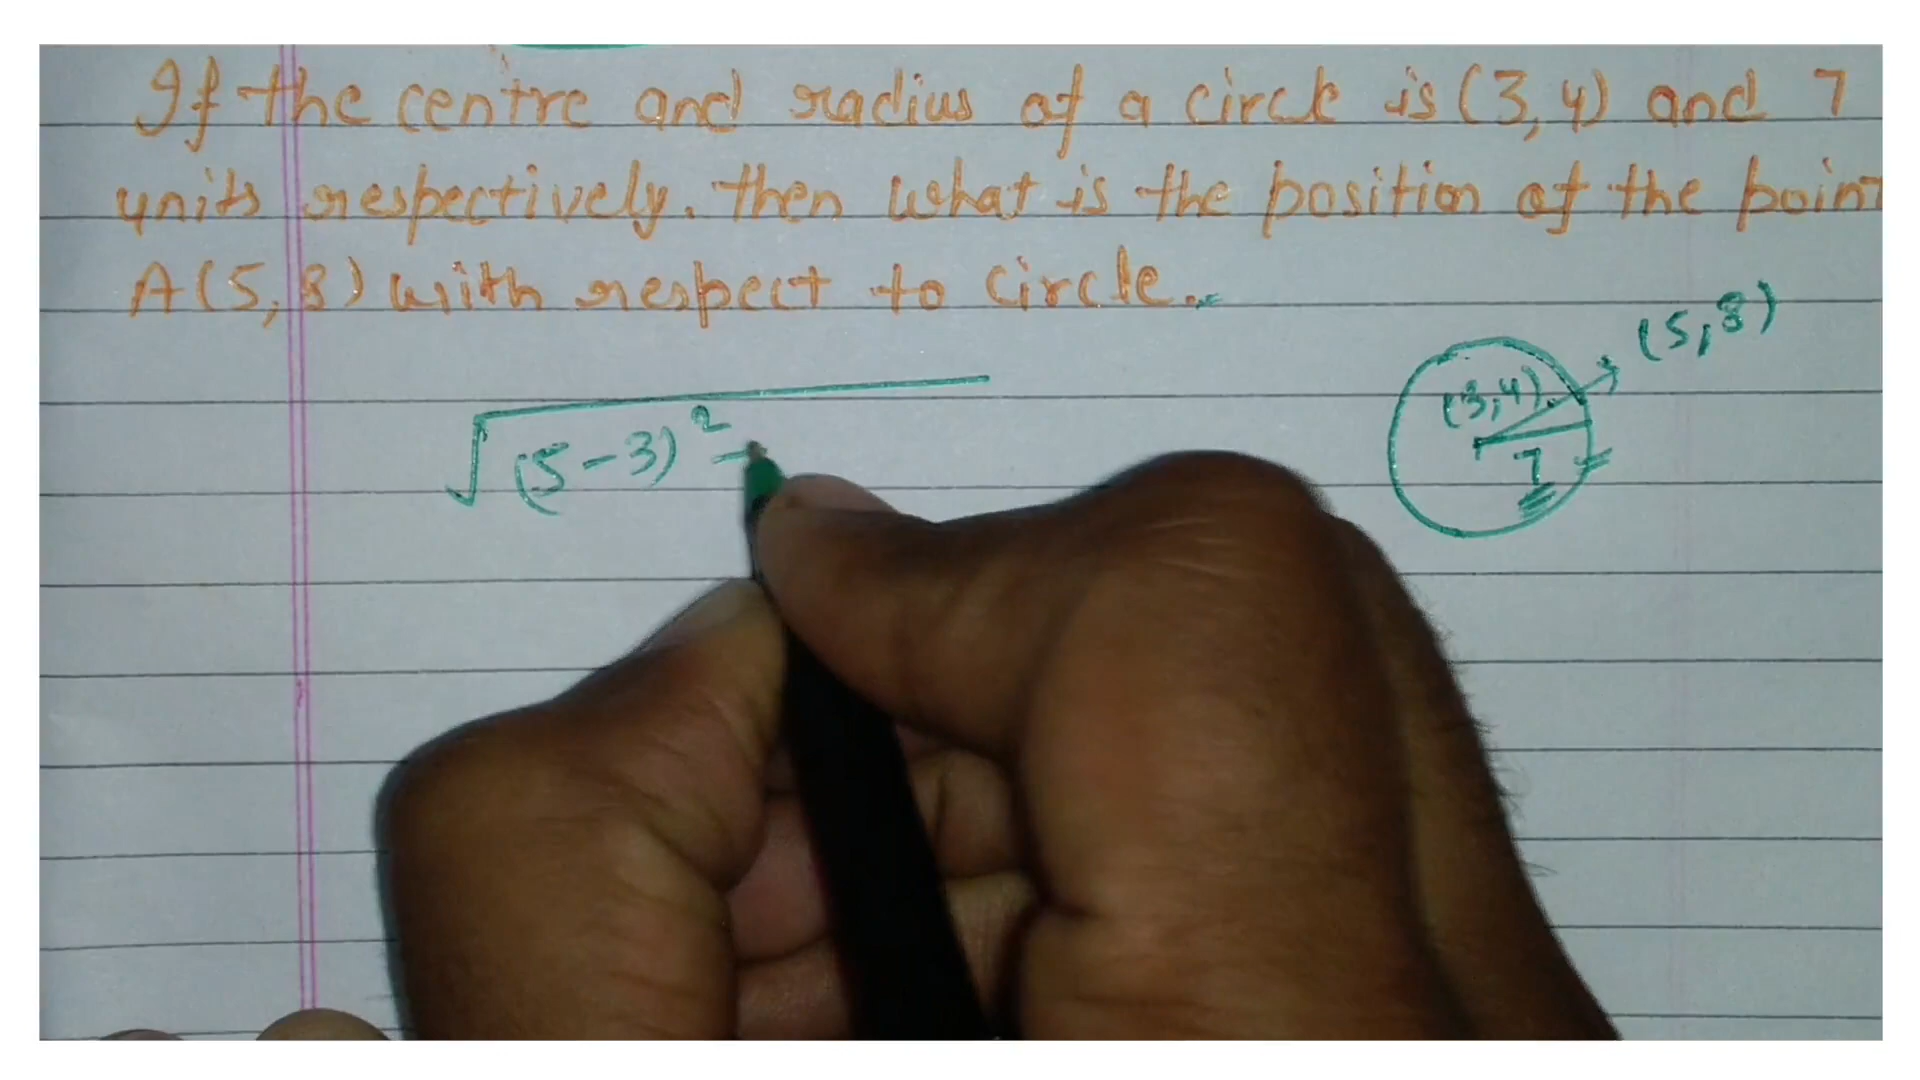 If the centre and radius of a circle is (3,4) and 7
units respectively. then what is the position of the point
A(5,8) with respect to circle.
(5,8)
(3,4)
7
√(5-3)² -